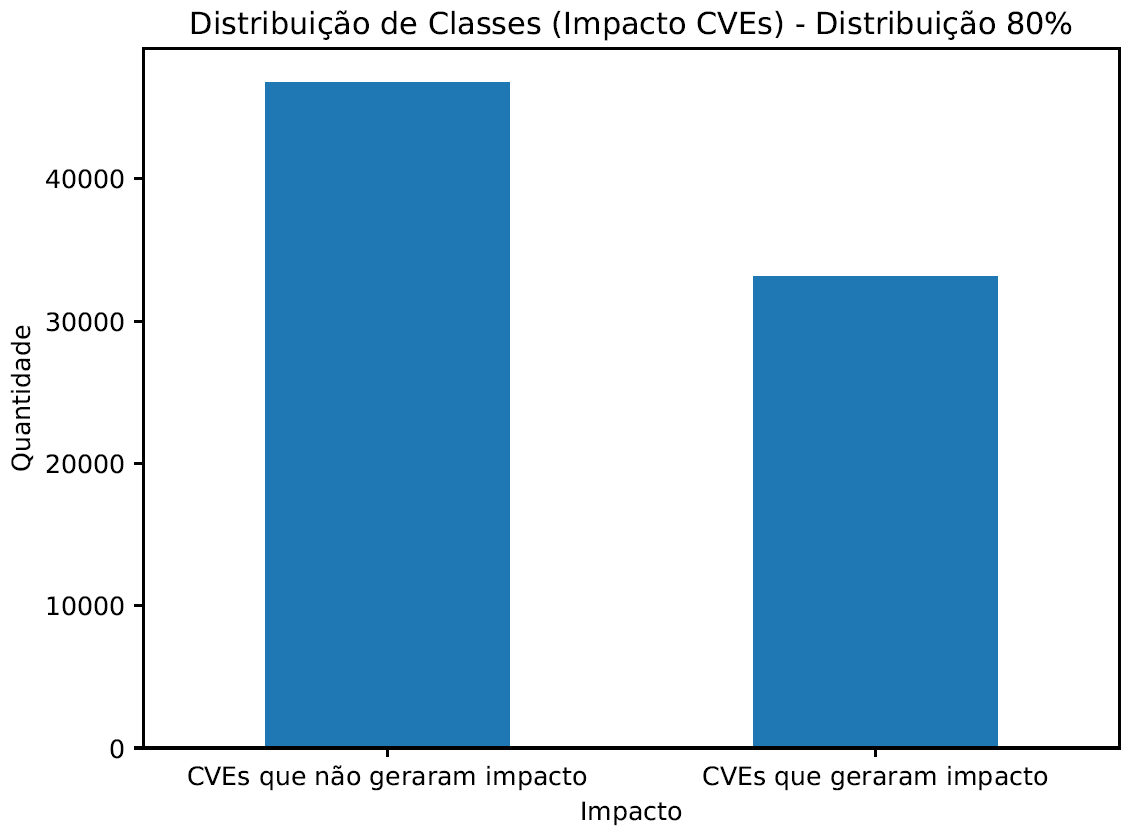 Distribuição de Classes (Impacto CVEs) - Distribuição 80%
Quantidade
40000
30000
20000
10000
0
CVEs que não geraram impacto
CVEs que geraram impacto
Impacto